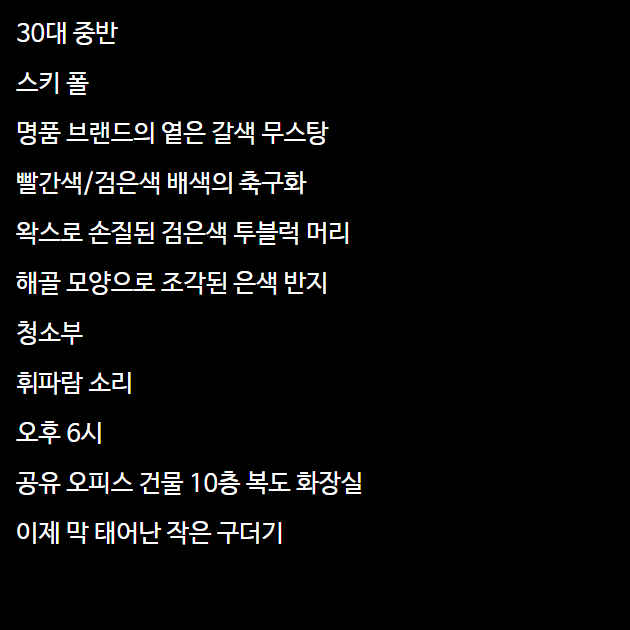 30대 중반
스키 폴
명품 브랜드의 옅은 갈색 무스탕
빨간색/검은색 배색의 축구화
왁스로 손질된 검은색 투블럭 머리
해골 모양으로 조각된 은색 반지
청소부
휘파람 소리
오후 6시
공유 오피스 건물 10층 복도 화장실
이제 막 태어난 작은 구더기